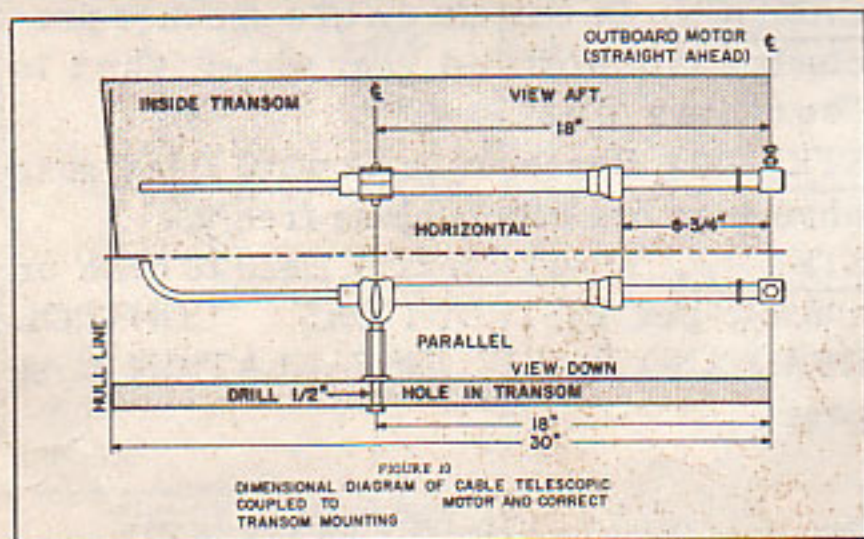 OUTBOARD MOTOR
(STRAIGHT AHEAD)
℄
INSIDE TRANSOM
℄
VIEW AFT.
18"
HORIZONTAL
6-3/4"
HULL LINE
PARALLEL
VIEW DOWN
DRILL 1/2"
HOLE IN TRANSOM
18"
30"
FIGURE 10
DIMENSIONAL DIAGRAM OF CABLE TELESCOPIC
COUPLED TO MOTOR AND CORRECT
TRANSOM MOUNTING